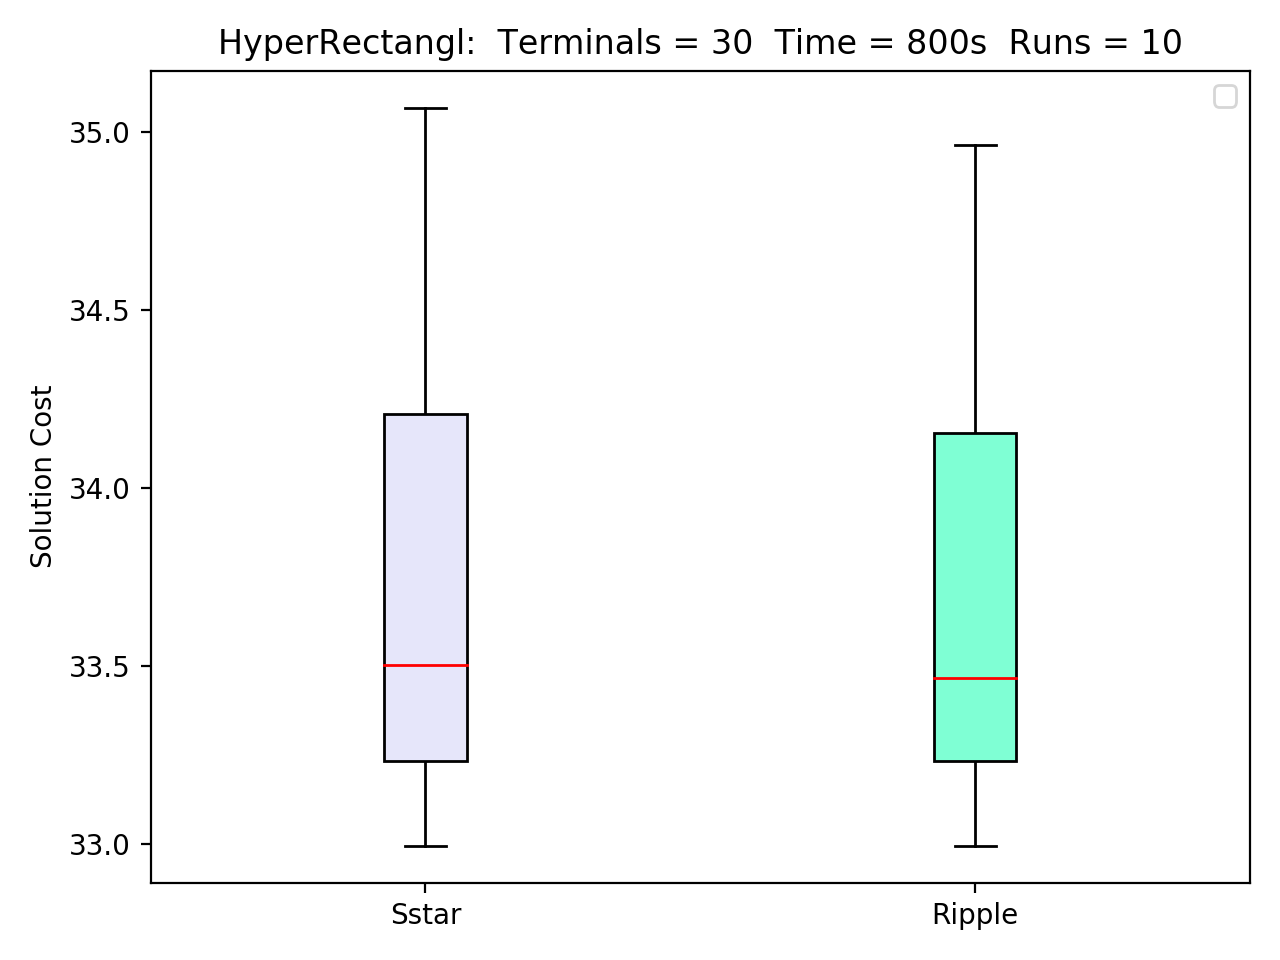 HyperRectangl:  Terminals = 30  Time = 800s  Runs = 10
35.0
34.5
34.0
33.5
33.0
Solution Cost
Sstar
Ripple